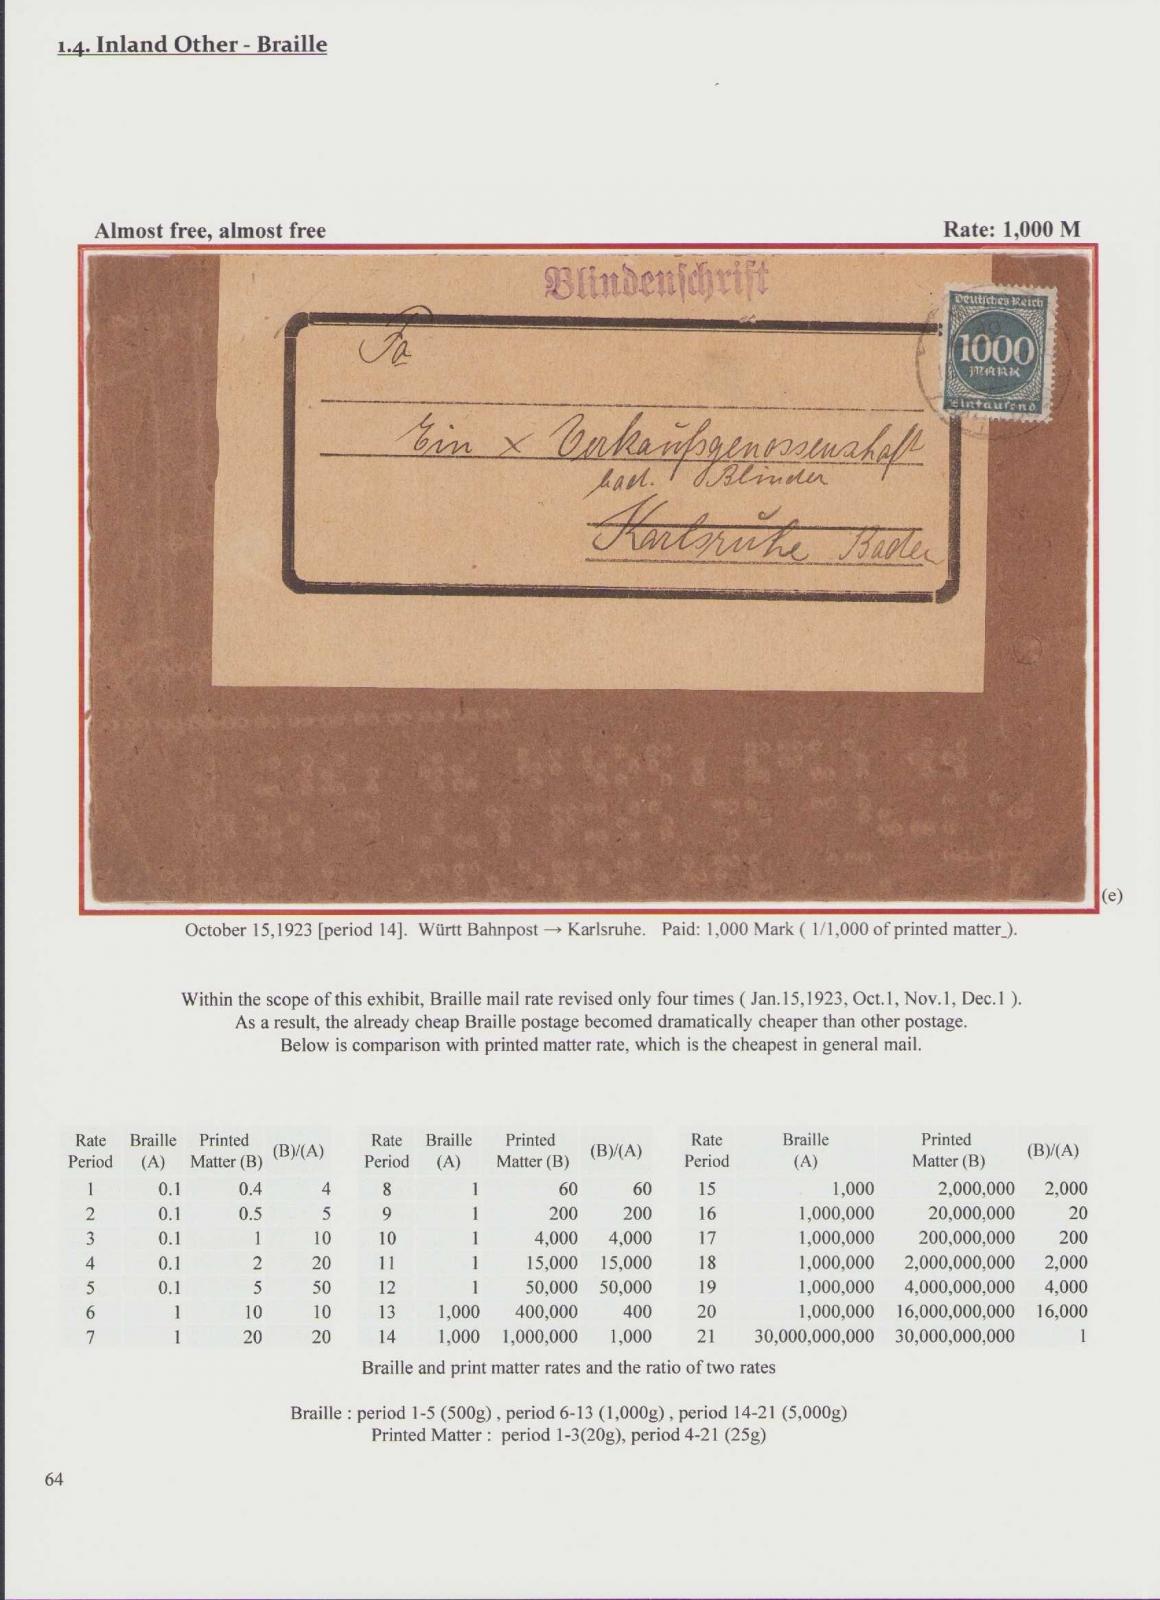 1.4. Inland Other - Braille
Almost free, almost free
Rate: 1,000 M
Blindenschrift
Deutsches Reich
1000
MARK
Eintausend
Fa
Ein x Verkaufsgenossenshaft
bad. Blinder
Karlsruhe Baden
(e)
October 15,1923 [period 14]. Württ Bahnpost → Karlsruhe. Paid: 1,000 Mark ( 1/1,000 of printed matter_).
Within the scope of this exhibit, Braille mail rate revised only four times ( Jan.15,1923, Oct.1, Nov.1, Dec.1 ).
As a result, the already cheap Braille postage becomed dramatically cheaper than other postage.
Below is comparison with printed matter rate, which is the cheapest in general mail.
Rate Period Braille (A) Printed Matter (B) (B)/(A) Rate Period Braille (A) Printed Matter (B) (B)/(A) Rate Period Braille (A) Printed Matter (B) (B)/(A)
1 0.1 0.4 4 8 1 60 60 15 1,000 2,000,000 2,000
2 0.1 0.5 5 9 1 200 200 16 1,000,000 20,000,000 20
3 0.1 1 10 10 1 4,000 4,000 17 1,000,000 200,000,000 200
4 0.1 2 20 11 1 15,000 15,000 18 1,000,000 2,000,000,000 2,000
5 0.1 5 50 12 1 50,000 50,000 19 1,000,000 4,000,000,000 4,000
6 1 10 10 13 1,000 400,000 400 20 1,000,000 16,000,000,000 16,000
7 1 20 20 14 1,000 1,000,000 1,000 21 30,000,000,000 30,000,000,000 1
Braille and print matter rates and the ratio of two rates
Braille : period 1-5 (500g) , period 6-13 (1,000g) , period 14-21 (5,000g)
Printed Matter : period 1-3(20g), period 4-21 (25g)
64